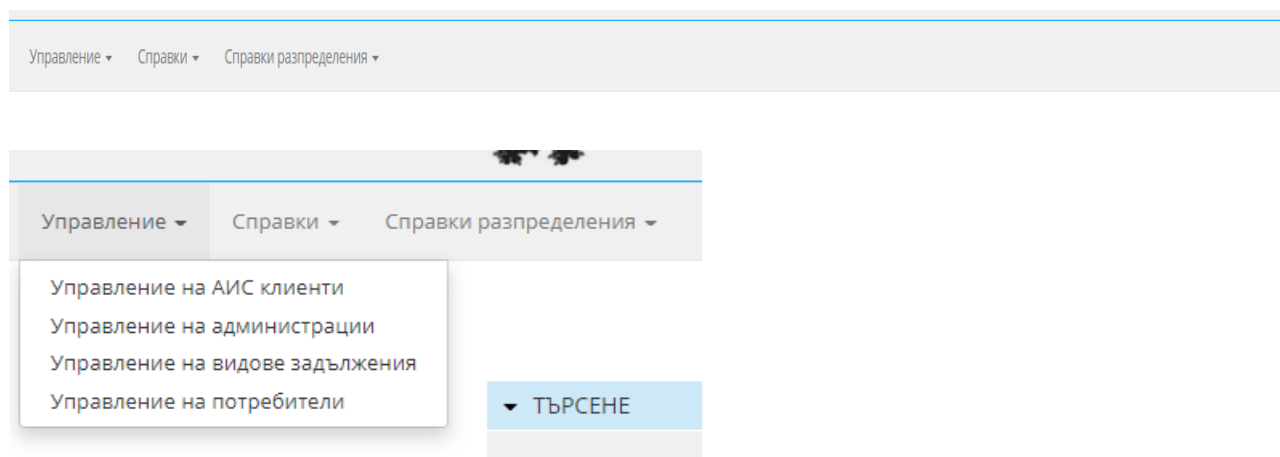 Управление Справки Справки разпределения
Управление Справки Справки разпределения
Управление на АИС клиенти
Управление на администрации
Управление на видове задължения
Управление на потребители
ТЪРСЕНЕ